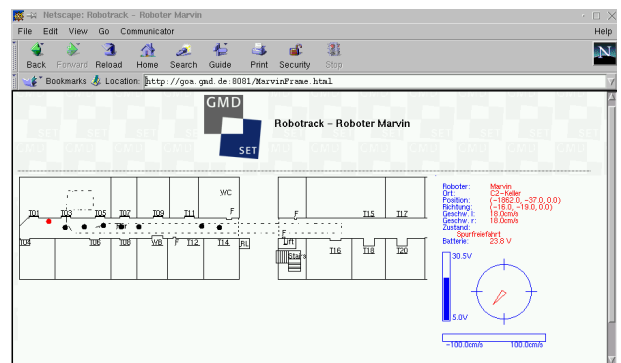 Netscape: Robotrack – Roboter Marvin
File Edit View Go Communicator Help
Back Forward Reload Home Search Guide Print Security Stop
N
Bookmarks Location: http://goa.gmd.de:8081/MarvinFrame.html
GMD
SET
Robotrack – Roboter Marvin
WC
T01 T03 T05 T07 T09 T11 F F T15 T17
F
T04 T06 T08 WB F T12 T14 RL Lift T16 T18 T20
Stairs
Roboter: Marvin
Ort: C2-Keller
Position: (-1862.0, -37.0, 0.0)
Richtung: (-16.0, -19.0, 0.0)
Geschw. l: 18.0cm/s
Geschw. r: 18.0cm/s
Zustand:
Spurfreiefahrt
Batterie: 23.8 V
30.5V
5.0V
-100.0cm/s 100.0cm/s